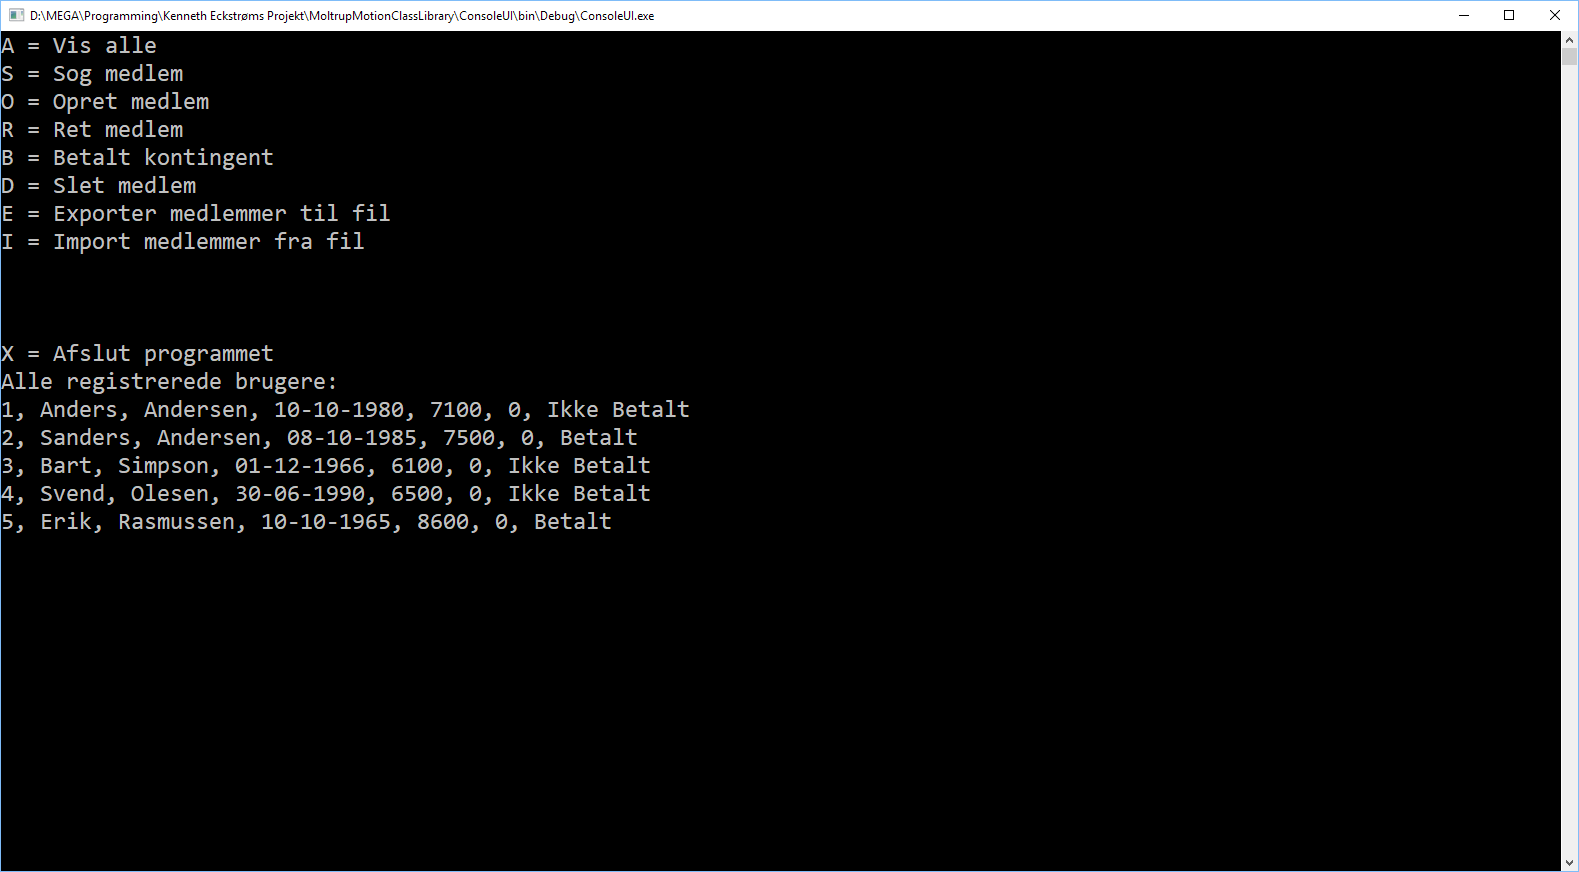 D:\MEGA\Programming\Kenneth Eckstrøms Projekt\MoltrupMotionClassLibrary\ConsoleUI\bin\Debug\ConsoleUI.exe
A = Vis alle
S = Sog medlem
O = Opret medlem
R = Ret medlem
B = Betalt kontingent
D = Slet medlem
E = Exporter medlemmer til fil
I = Import medlemmer fra fil
X = Afslut programmet
Alle registrerede brugere:
1, Anders, Andersen, 10-10-1980, 7100, 0, Ikke Betalt
2, Sanders, Andersen, 08-10-1985, 7500, 0, Betalt
3, Bart, Simpson, 01-12-1966, 6100, 0, Ikke Betalt
4, Svend, Olesen, 30-06-1990, 6500, 0, Ikke Betalt
5, Erik, Rasmussen, 10-10-1965, 8600, 0, Betalt